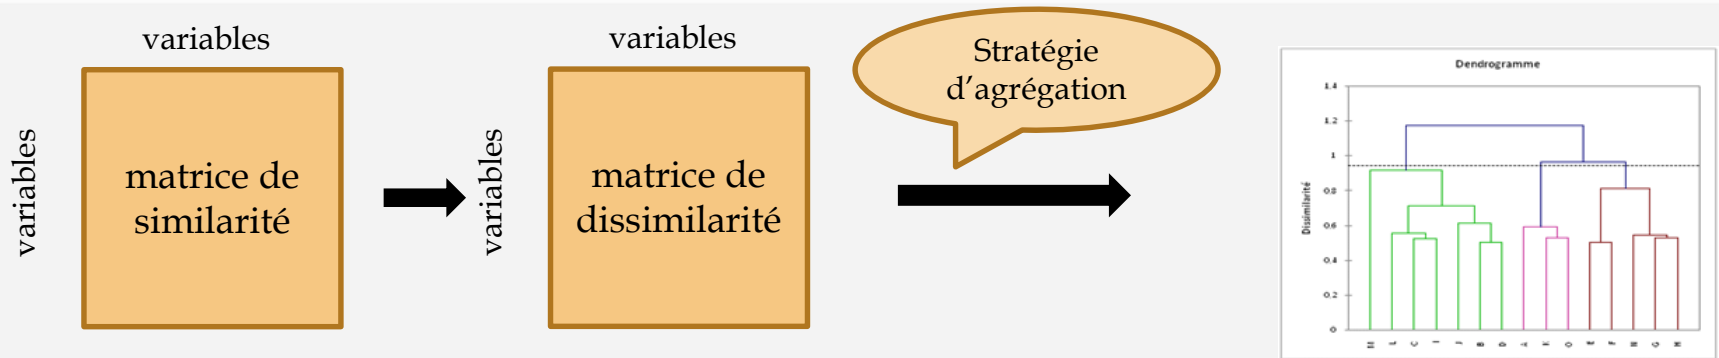 variables
variables
matrice de
similarité
variables
variables
matrice de
dissimilarité
Stratégie
d’agrégation
Dendrogramme
Dissimilarité
1.4
1.2
1
0.8
0.6
0.4
0.2
0
M L C I J B D A K O E F N G H